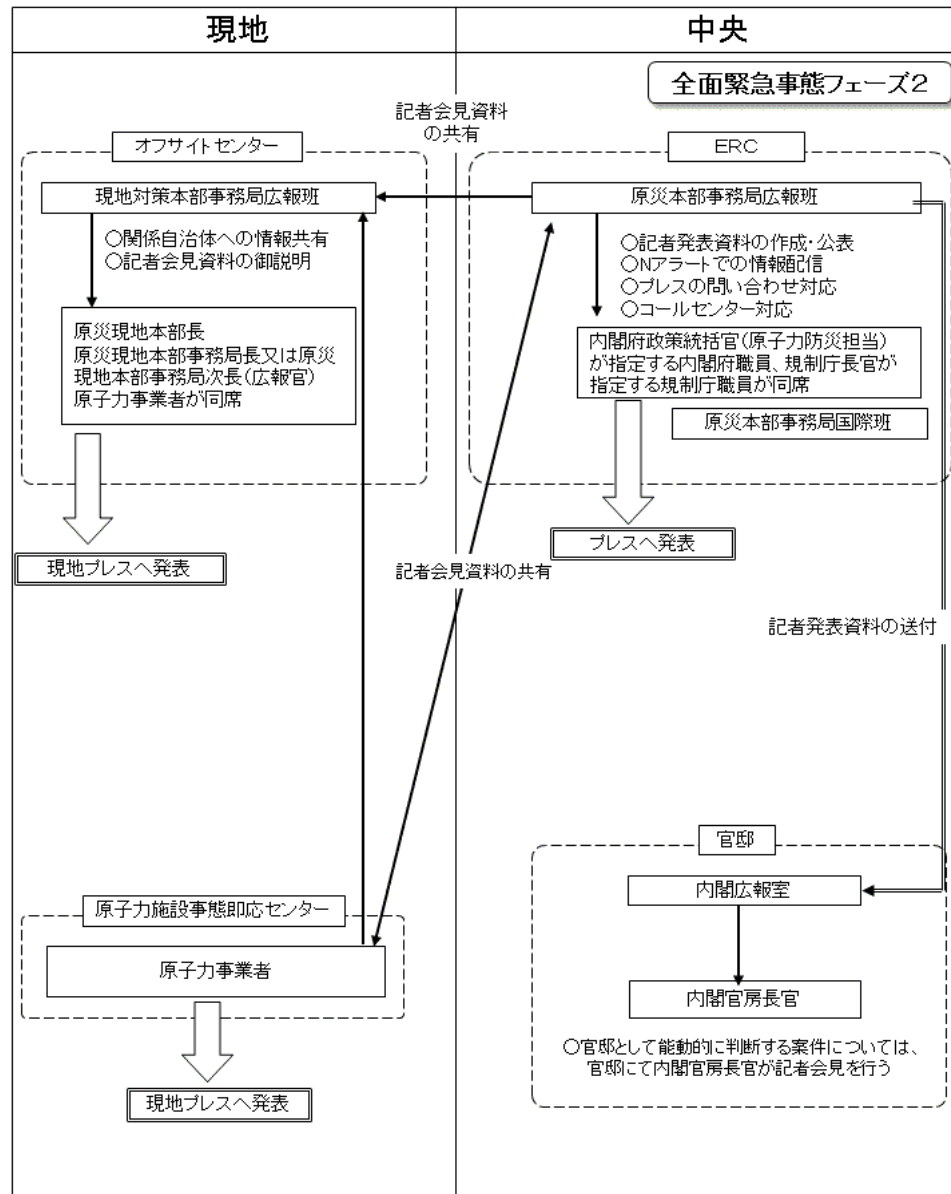 現地
中央
全面緊急事態フェーズ2
記者会見資料
の共有
オフサイトセンター
ERC
現地対策本部事務局広報班
原災本部事務局広報班
○関係自治体への情報共有
○記者会見資料の御説明
○記者発表資料の作成・公表
○Nアラートでの情報配信
○プレスの問い合わせ対応
○コールセンター対応
原災現地本部長
原災現地本部事務局長又は原災
現地本部事務局次長(広報官)
原子力事業者が同席
内閣府政策統括官(原子力防災担当)
が指定する内閣府職員、規制庁長官が
指定する規制庁職員が同席
原災本部事務局国際班
現地プレスへ発表
プレスへ発表
記者会見資料の共有
記者発表資料の送付
官邸
内閣広報室
内閣官房長官
○官邸として能動的に判断する案件については、
官邸にて内閣官房長官が記者会見を行う
原子力施設事態即応センター
原子力事業者
現地プレスへ発表